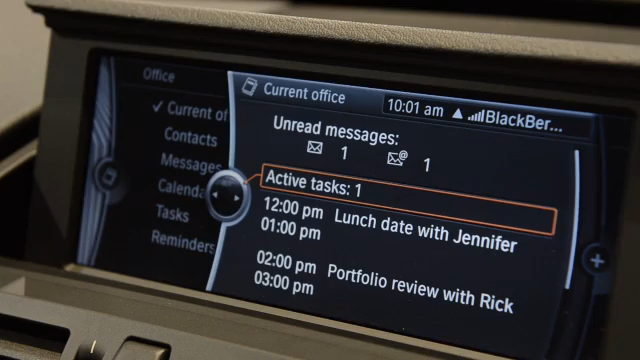 Office
Current office
10:01 am BlackBer...
✓ Current of
Contacts
Messages
Calenda
Tasks
Reminders
Unread messages:
1 1
Active tasks: 1
12:00 pm Lunch date with Jennifer
01:00 pm
02:00 pm Portfolio review with Rick
03:00 pm